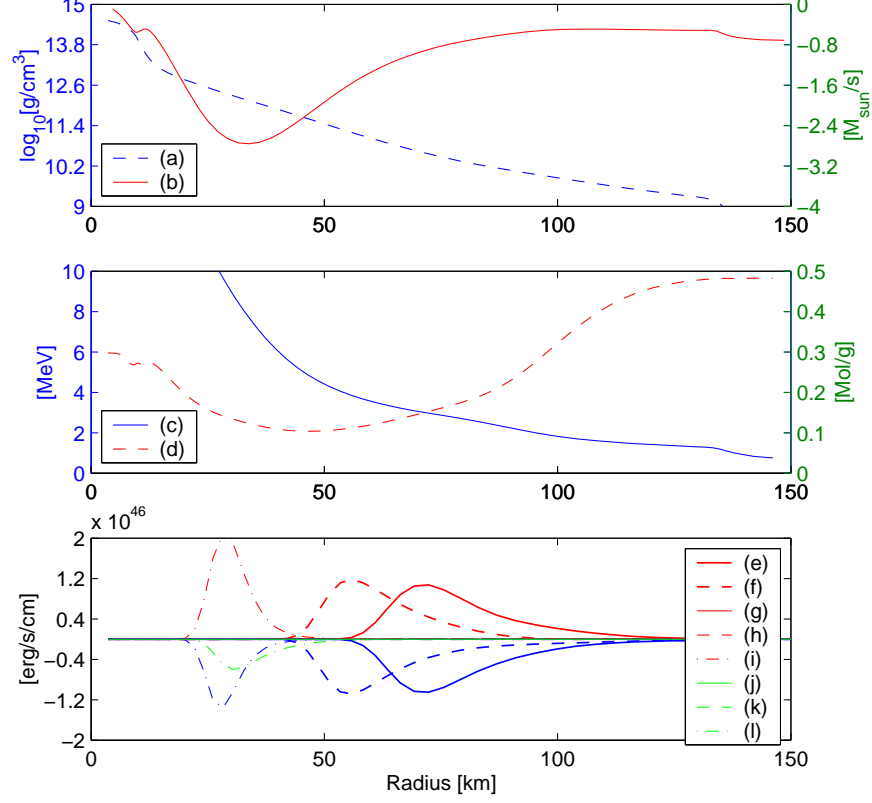 15
13.8
12.6
11.4
10.2
9
log₁₀[g/cm³]
0
−0.8
−1.6
−2.4
−3.2
−4
[M_sun/s]
(a)
(b)
0
50
100
150
10
8
6
4
2
0
[MeV]
0.5
0.4
0.3
0.2
0.1
0
[Mol/g]
(c)
(d)
0
50
100
150
x 10⁴⁶
2
1.2
0.4
−0.4
−1.2
−2
[erg/s/cm]
(e)
(f)
(g)
(h)
(i)
(j)
(k)
(l)
0
50
100
150
Radius [km]